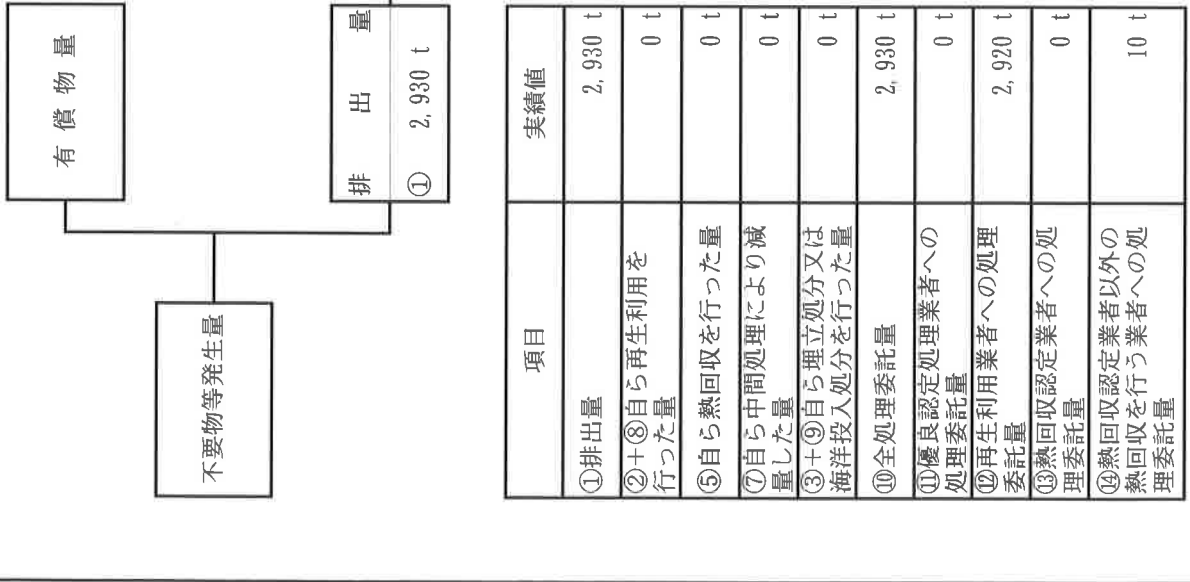 有償物量
不要物等発生量
排出量
① 2,930 t
項目 実績値
①排出量 2,930 t
②+⑧自ら再生利用を
行った量 0 t
⑤自ら熱回収を行った量 0 t
⑦自ら中間処理により減
量した量 0 t
③+⑨自ら埋立処分又は
海洋投入処分を行った量 0 t
⑩全処理委託量 2,930 t
⑪優良認定処理業者への
処理委託量 0 t
⑫再生利用業者への処理
委託量 2,920 t
⑬熱回収認定業者への処
理委託量 0 t
⑭熱回収認定業者以外の
熱回収を行う業者への処
理委託量 10 t